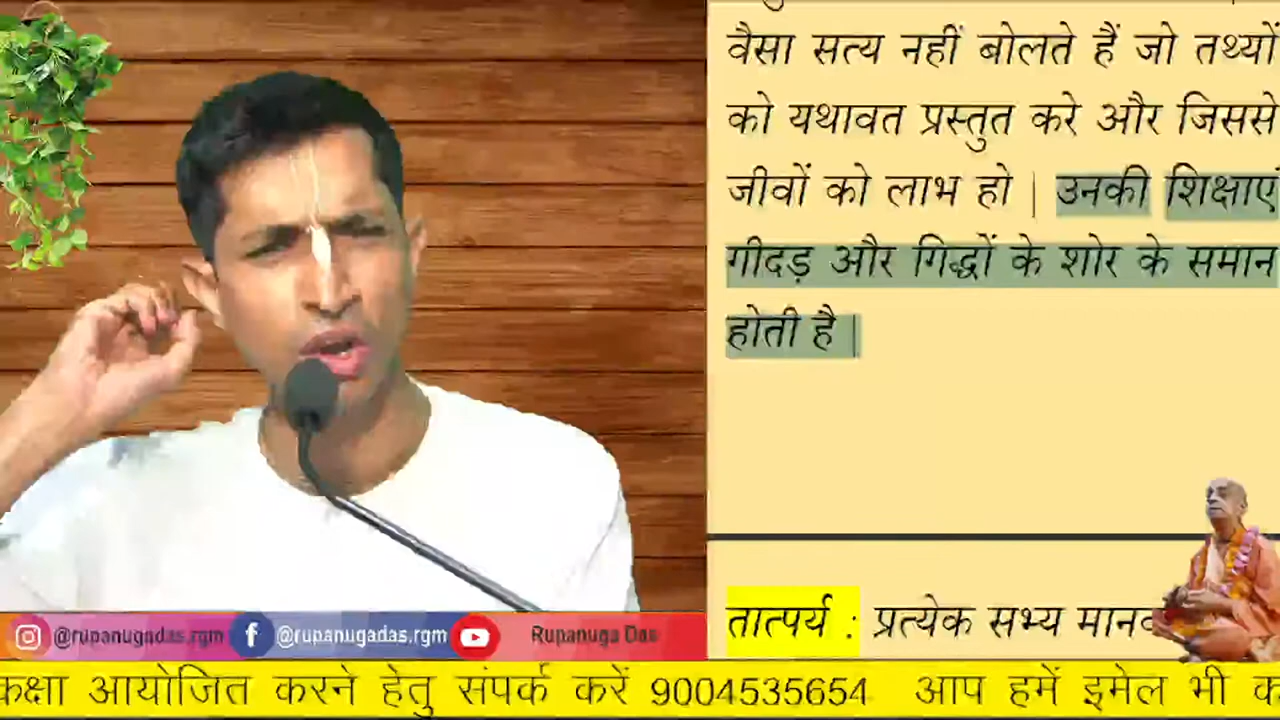 वैसा सत्य नहीं बोलते हैं जो तथ्यों
को यथावत प्रस्तुत करे और जिससे
जीवों को लाभ हो | उनकी शिक्षाएं
गीदड़ और गिद्धों के शोर के समान
होती है |
तात्पर्य : प्रत्येक सभ्य
@rupanugadas.rgm @rupanugadas.rgm Rupanuga Das
कक्षा आयोजित करने हेतु संपर्क करें 9004535654 आप हमें इमेल भी